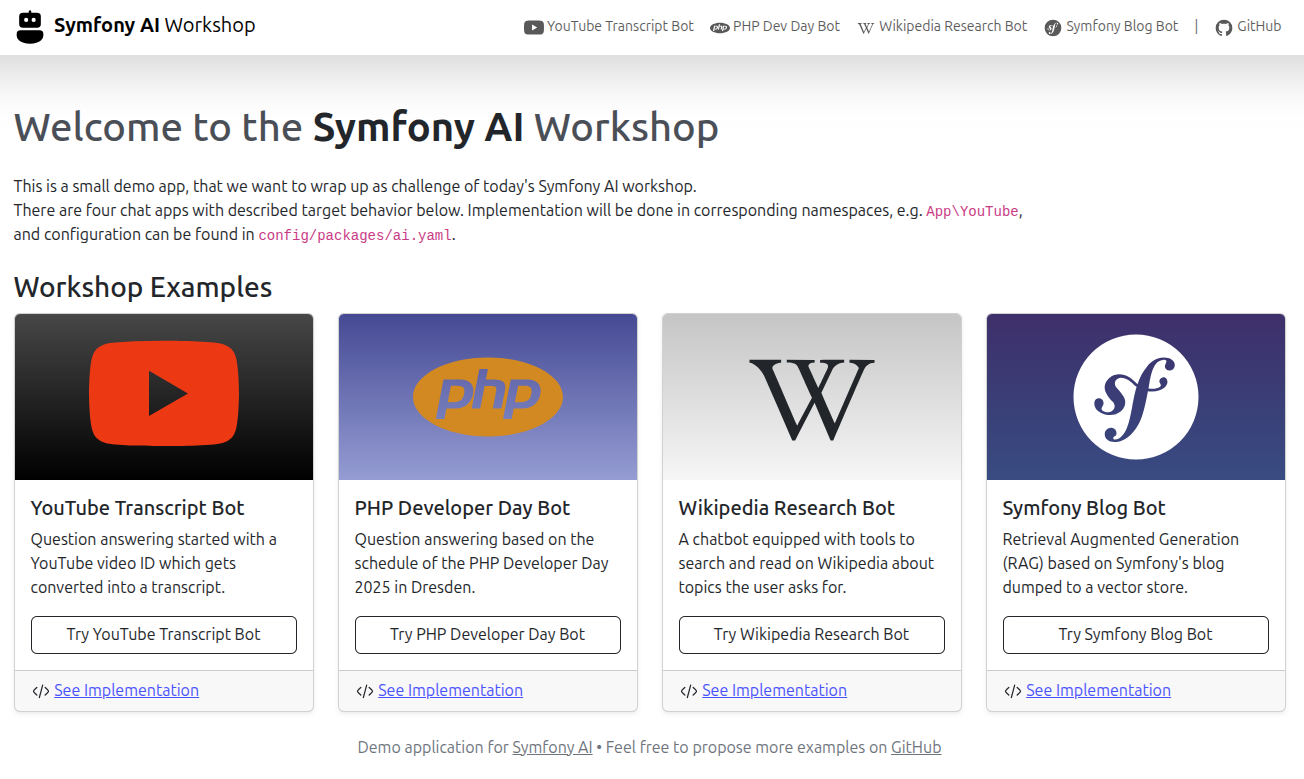 Symfony AI Workshop
YouTube Transcript Bot
php PHP Dev Day Bot
W Wikipedia Research Bot
sf Symfony Blog Bot
|
GitHub
Welcome to the Symfony AI Workshop
This is a small demo app, that we want to wrap up as challenge of today's Symfony AI workshop.
There are four chat apps with described target behavior below. Implementation will be done in corresponding namespaces, e.g. App\YouTube,
and configuration can be found in config/packages/ai.yaml.
Workshop Examples
YouTube Transcript Bot
Question answering started with a
YouTube video ID which gets
converted into a transcript.
Try YouTube Transcript Bot
</> See Implementation
php
PHP Developer Day Bot
Question answering based on the
schedule of the PHP Developer Day
2025 in Dresden.
Try PHP Developer Day Bot
</> See Implementation
W
Wikipedia Research Bot
A chatbot equipped with tools to
search and read on Wikipedia about
topics the user asks for.
Try Wikipedia Research Bot
</> See Implementation
sf
Symfony Blog Bot
Retrieval Augmented Generation
(RAG) based on Symfony's blog
dumped to a vector store.
Try Symfony Blog Bot
</> See Implementation
Demo application for Symfony AI • Feel free to propose more examples on GitHub